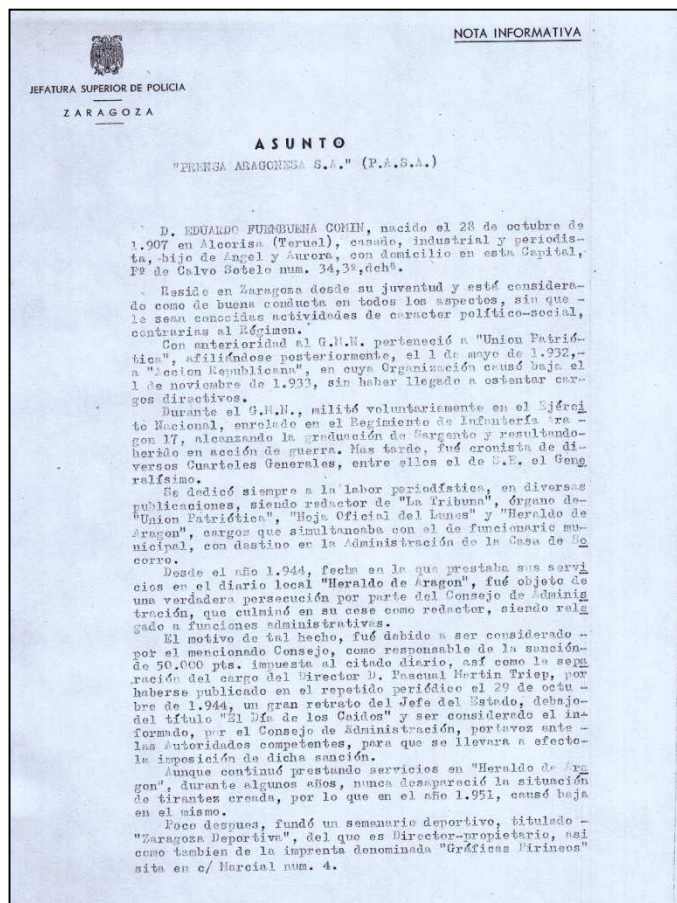 NOTA INFORMATIVA
JEFATURA SUPERIOR DE POLICIA
ZARAGOZA
ASUNTO
"PRENSA ARAGONESA S.A." (P.A.S.A.)
D. EDUARDO FUEMBUENA COMIN, nacido el 28 de octubre de
1.907 en Alcorisa (Teruel), casado, industrial y periodis-
ta, hijo de Angel y Aurora, con domicilio en esta Capital,
Pº de Calvo Sotelo num. 34,3º,dchª.
Reside en Zaragoza desde su juventud y está considera-
do como de buena conducta en todos los aspectos, sin que -
le sean conocidas actividades de caracter político-social,
contrarias al Régimen.
Con anterioridad al G.M.N. perteneció a "Union Patrió-
tica", afiliándose posteriormente, el 1 de mayo de 1.932,-
a "Accion Republicana", en cuya Organización causó baja el
1 de noviembre de 1.933, sin haber llegado a ostentar car-
gos directivos.
Durante el G.M.N., militó voluntariamente en el Ejérci
to Nacional, enrolado en el Regimiento de Infantería Ara -
gon 17, alcanzando la graduación de Sargento y resultando-
herido en acción de guerra. Mas tarde, fué cronista de di-
versos Cuarteles Generales, entre ellos el de S.E. el Gene
ralísimo.
Se dedicó siempre a la labor periodística, en diversas
publicaciones, siendo redactor de "La Tribuna", órgano de-
"Union Patriótica", "Hoja Oficial del Lunes" y "Heraldo de
Aragon", cargos que simultaneaba con el de funcionario mu-
nicipal, con destino en la Administración de la Casa de So
corro.
Desde el año 1.944, fecha en la que prestaba sus servi
cios en el diario local "Heraldo de Aragon", fué objeto de
una verdadera persecución por parte del Consejo de Adminis
tración, que culminó en su cese como redactor, siendo rele
gado a funciones administrativas.
El motivo de tal hecho, fué debido a ser considerado -
por el mencionado Consejo, como responsable de la sanción-
de 50.000 pts. impuesta al citado diario, así como la sepa
ración del cargo del Director D. Pascual Martin Triep, por
haberse publicado en el repetido periódico el 29 de octu -
bre de 1.944, un gran retrato del Jefe del Estado, debajo-
del título "El Día de los Caidos" y ser considerado el in-
formado, por el Consejo de Administración, portavoz ante -
las Autoridades competentes, para que se llevara a efecto-
la imposición de dicha sanción.
Aunque continuó prestando servicios en "Heraldo de Ara
gon", durante algunos años, nunca desapareció la situación
de tirantez creada, por lo que en el año 1.951, causó baja
en el mismo.
Poco despues, fundó un semanario deportivo, titulado -
"Zaragoza Deportiva", del que es Director-propietario, asi
como tambien de la imprenta denominada "Gráficas Pirineos"
sita en c/ Marcial num. 4.